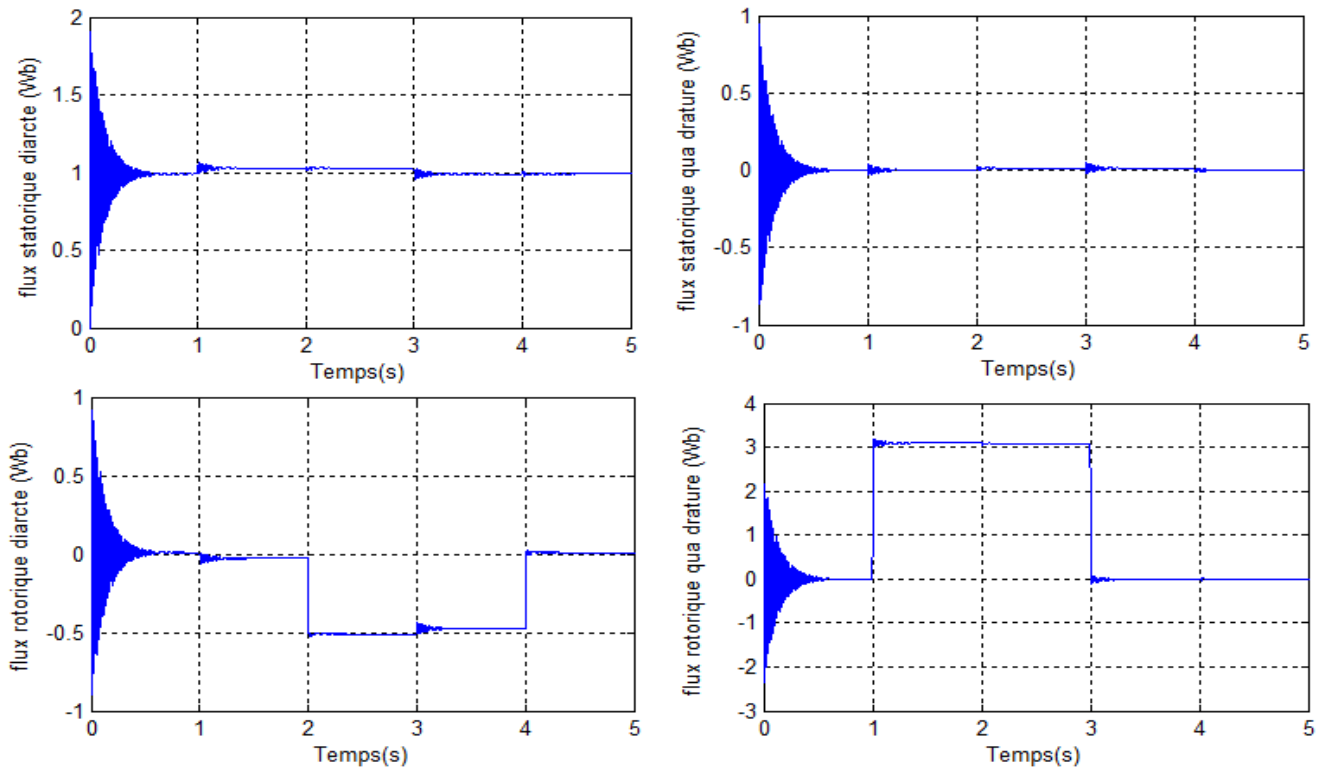 flux statorique diarcte (Wb)
2
1.5
1
0.5
0
0 1 2 3 4 5
Temps(s)
flux statorique qua drature (Wb)
1
0.5
0
-0.5
-1
0 1 2 3 4 5
Temps(s)
flux rotorique diarcte (Wb)
1
0.5
0
-0.5
-1
0 1 2 3 4 5
Temps(s)
flux rotorique qua drature (Wb)
4
3
2
1
0
-1
-2
-3
0 1 2 3 4 5
Temps(s)